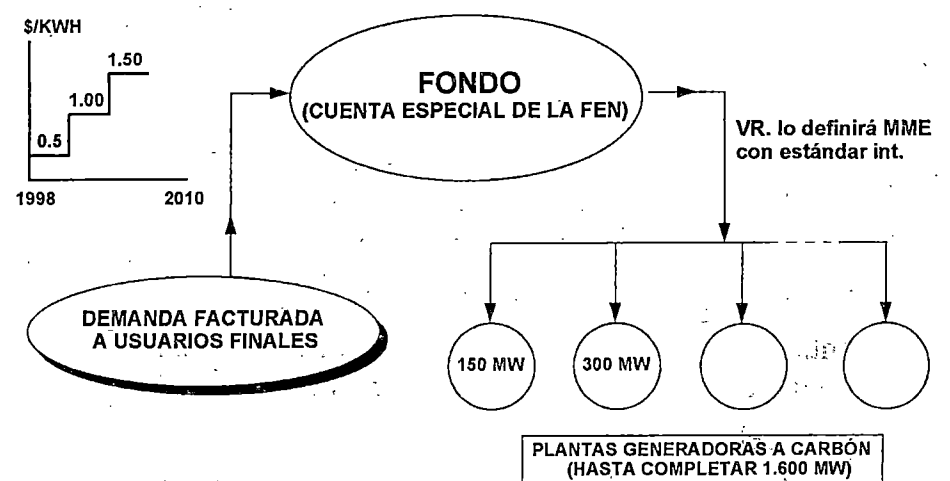 $/KWH
1.50
1.00
0.5
1998
2010
FONDO
(CUENTA ESPECIAL DE LA FEN)
VR. lo definirá MME
con estándar int.
DEMANDA FACTURADA
A USUARIOS FINALES
150 MW
300 MW
PLANTAS GENERADORAS A CARBÓN
(HASTA COMPLETAR 1.600 MW)